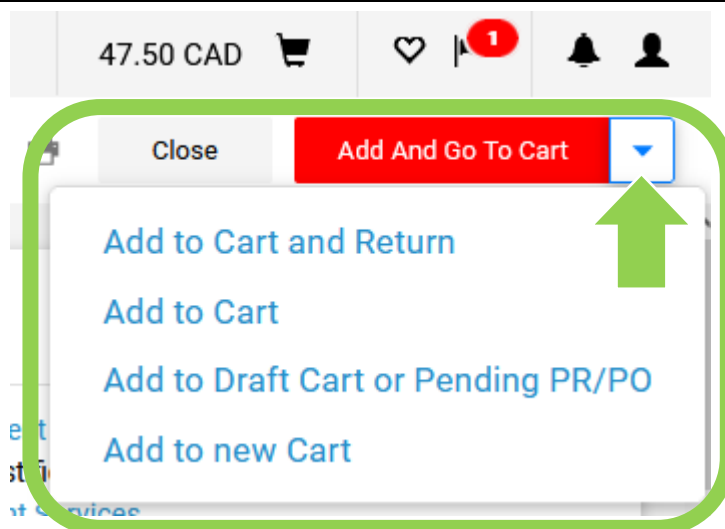 47.50 CAD
1
Close
Add And Go To Cart
Add to Cart and Return
Add to Cart
Add to Draft Cart or Pending PR/PO
Add to new Cart
Services